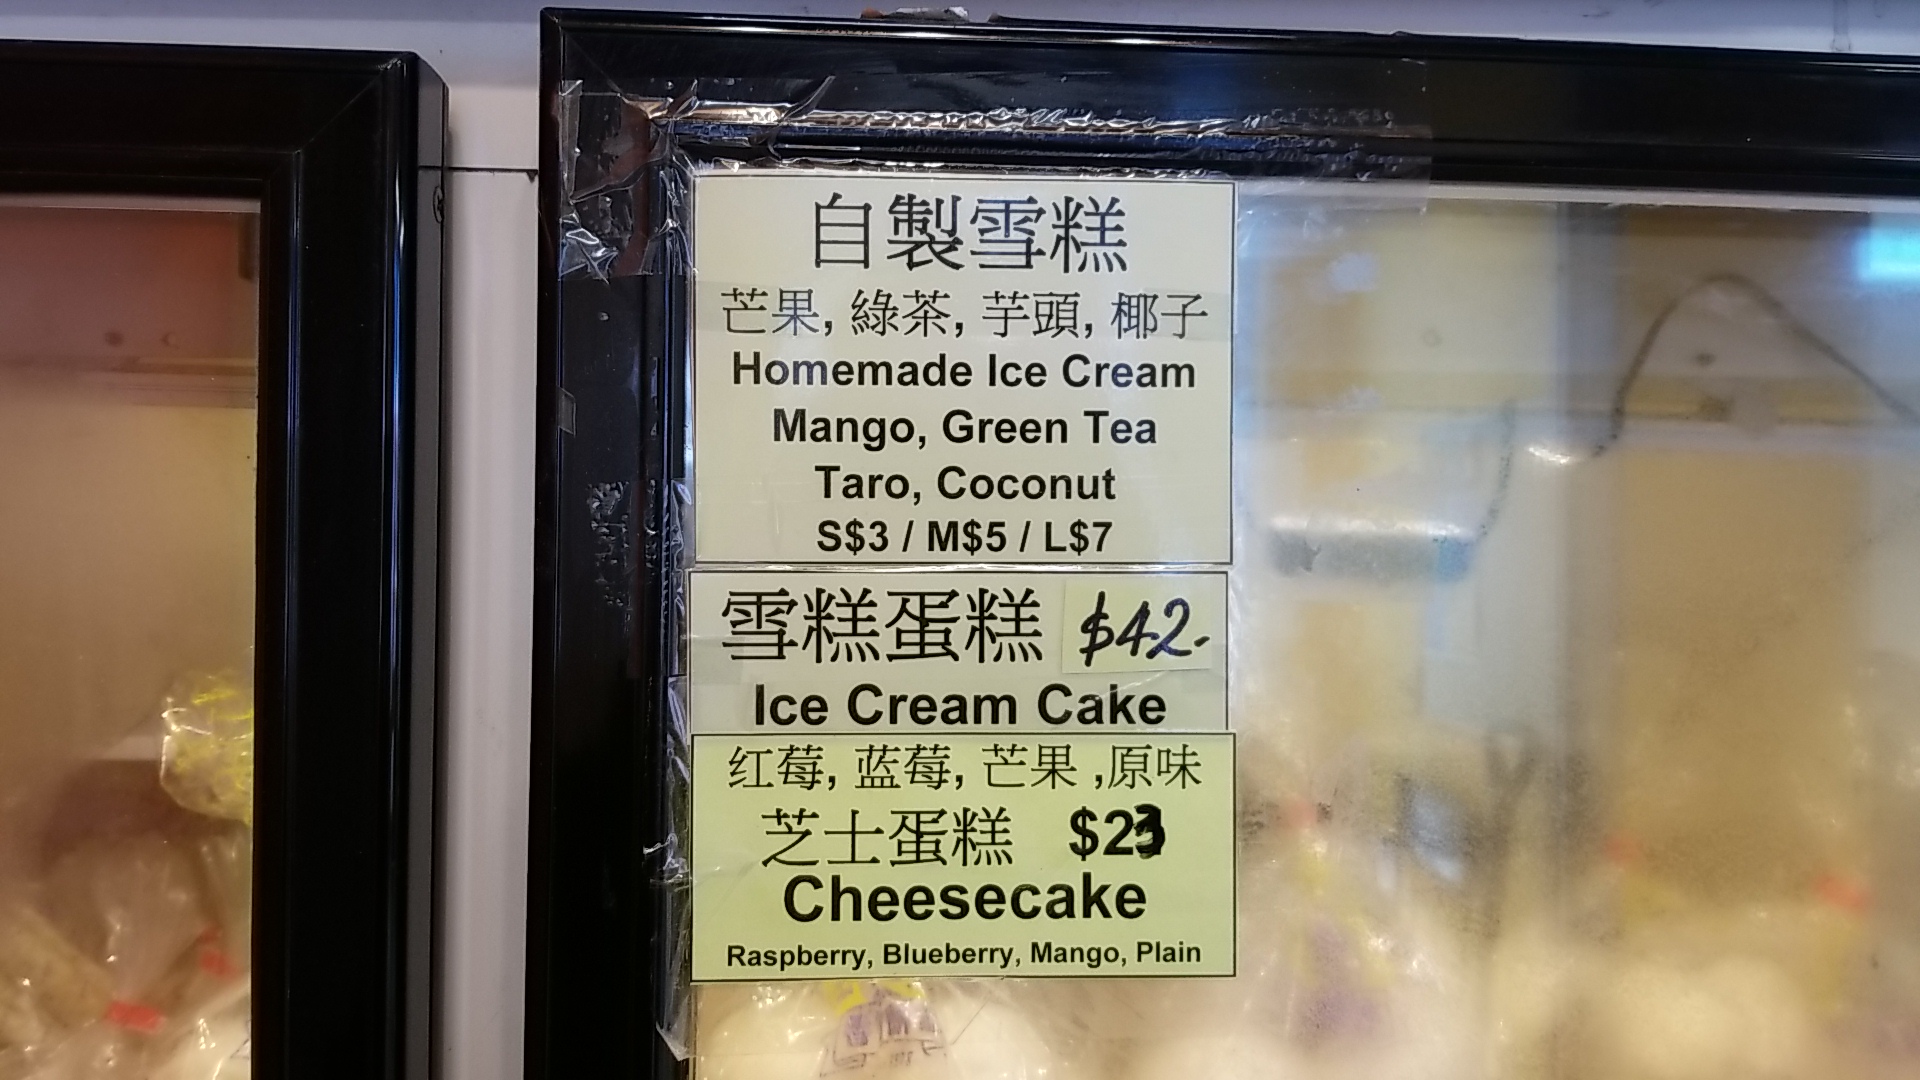 自製雪糕
芒果, 綠茶, 芋頭, 椰子
Homemade Ice Cream
Mango, Green Tea
Taro, Coconut
S$3 / M$5 / L$7
雪糕蛋糕 $42.
Ice Cream Cake
红莓, 蓝莓, 芒果 ,原味
芝士蛋糕 $23
Cheesecake
Raspberry, Blueberry, Mango, Plain